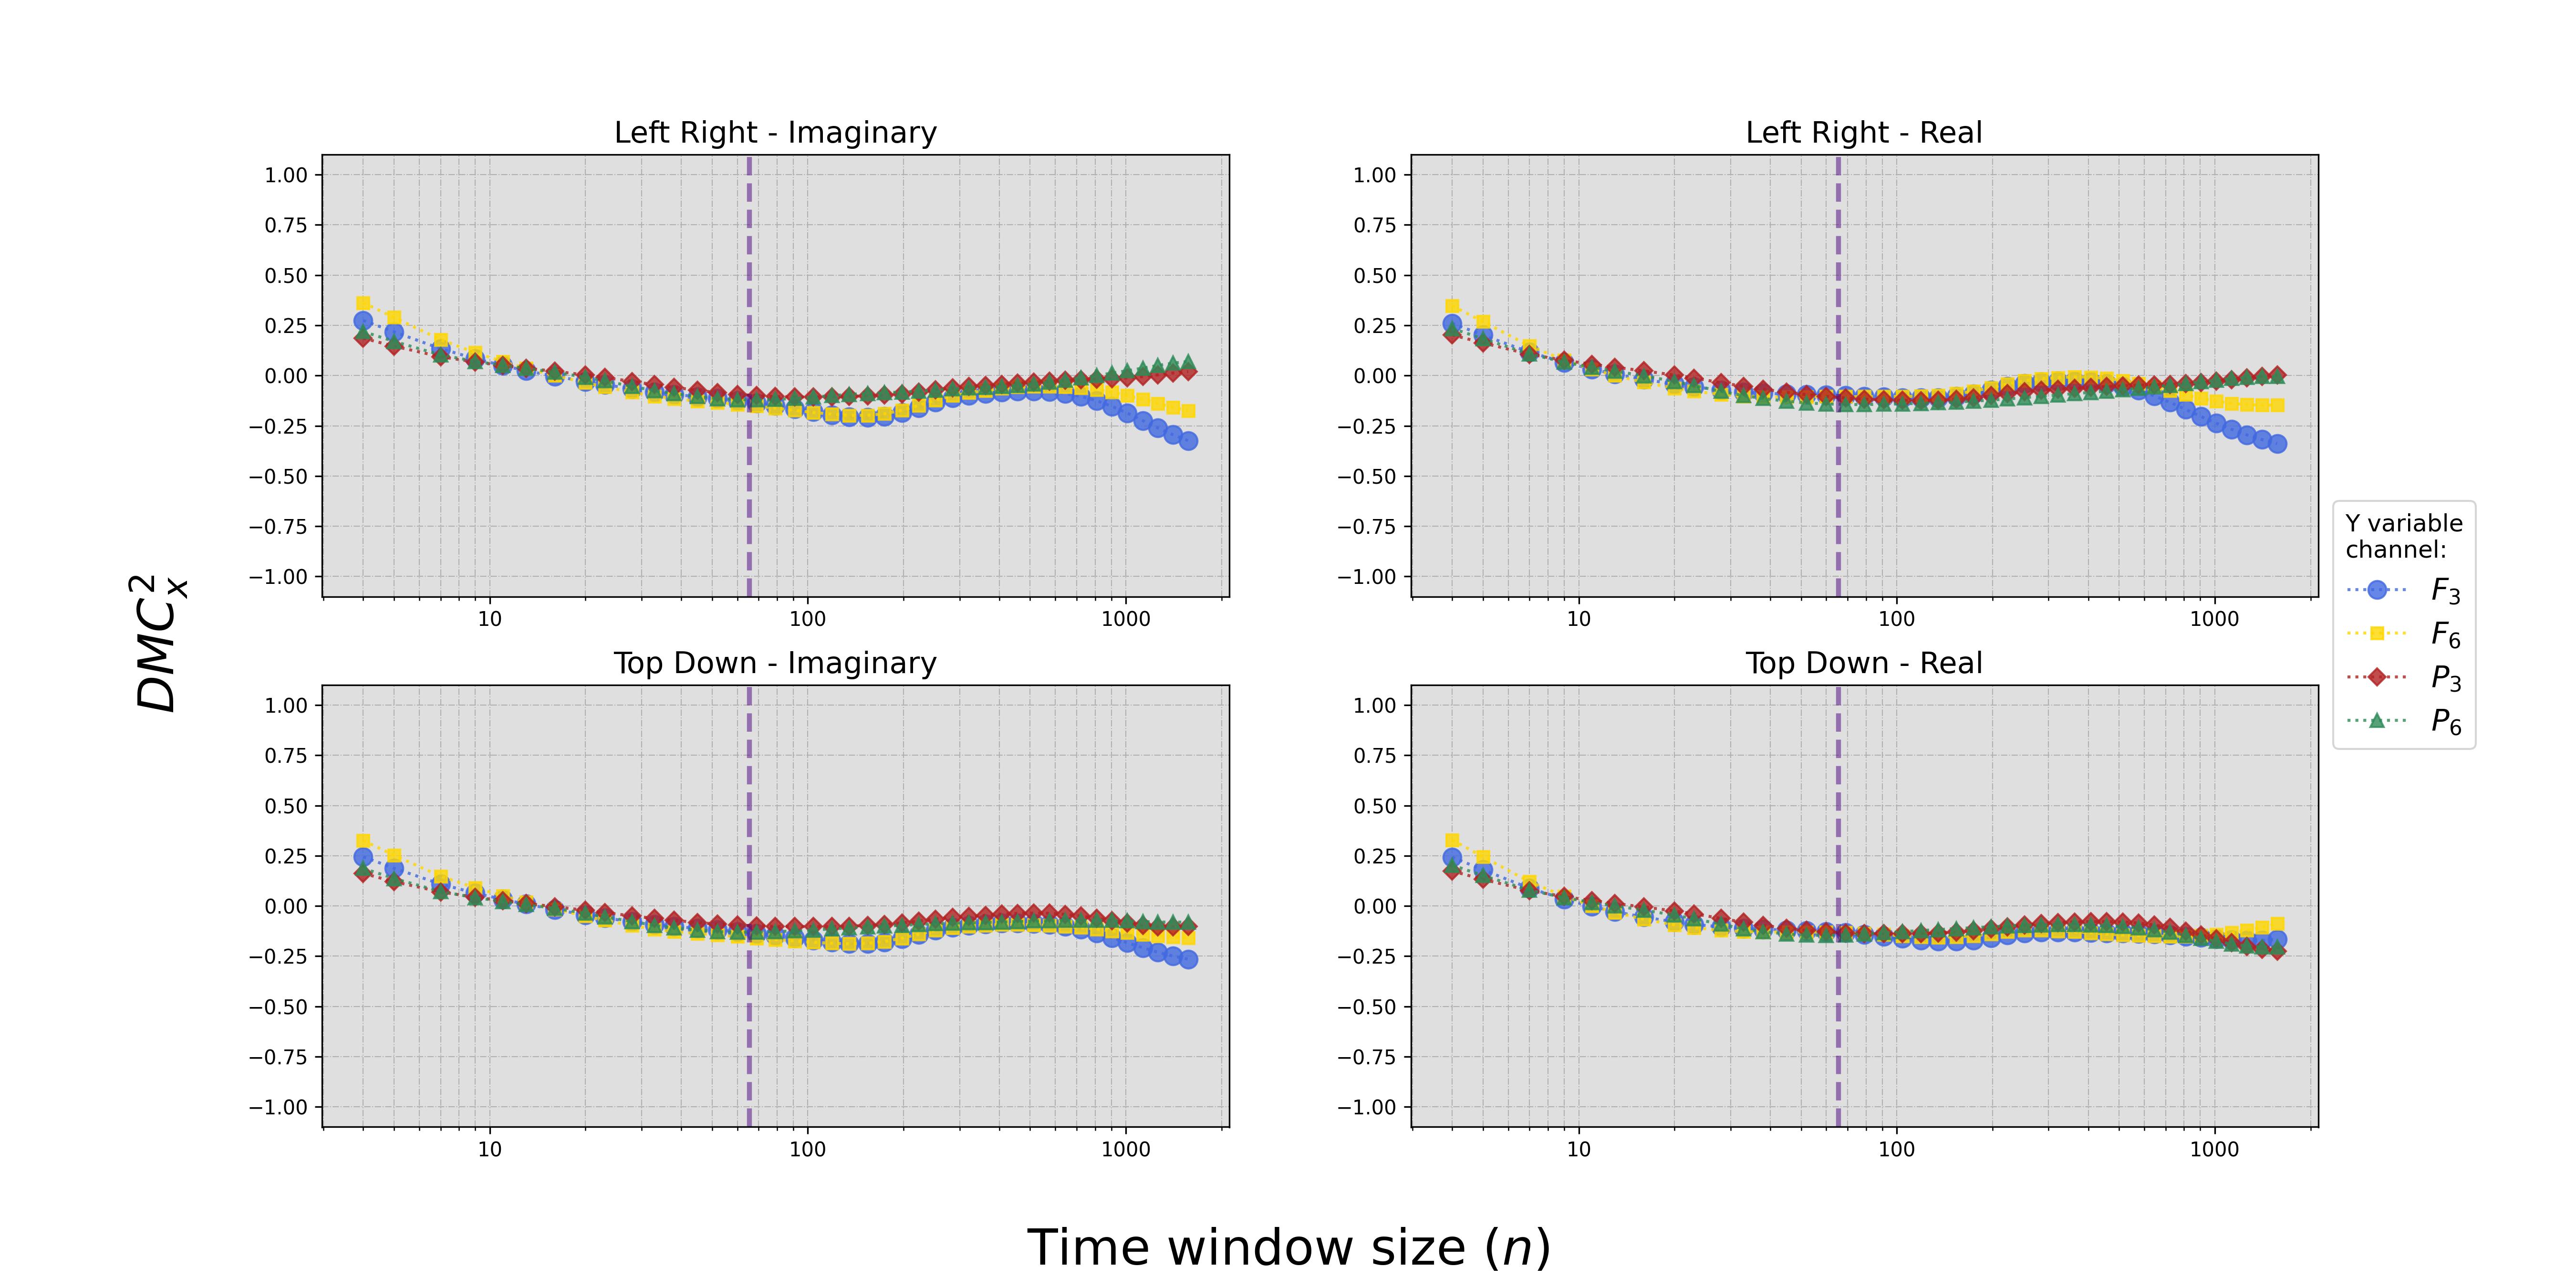 Left Right - Imaginary
1.00
0.75
0.50
0.25
0.00
−0.25
−0.50
−0.75
−1.00
10 100 1000
Left Right - Real
1.00
0.75
0.50
0.25
0.00
−0.25
−0.50
−0.75
−1.00
10 100 1000
Top Down - Imaginary
1.00
0.75
0.50
0.25
0.00
−0.25
−0.50
−0.75
−1.00
10 100 1000
Top Down - Real
1.00
0.75
0.50
0.25
0.00
−0.25
−0.50
−0.75
−1.00
10 100 1000
Y variable
channel:
F₃
F₆
P₃
P₆
DMC²ₓ
Time window size (n)